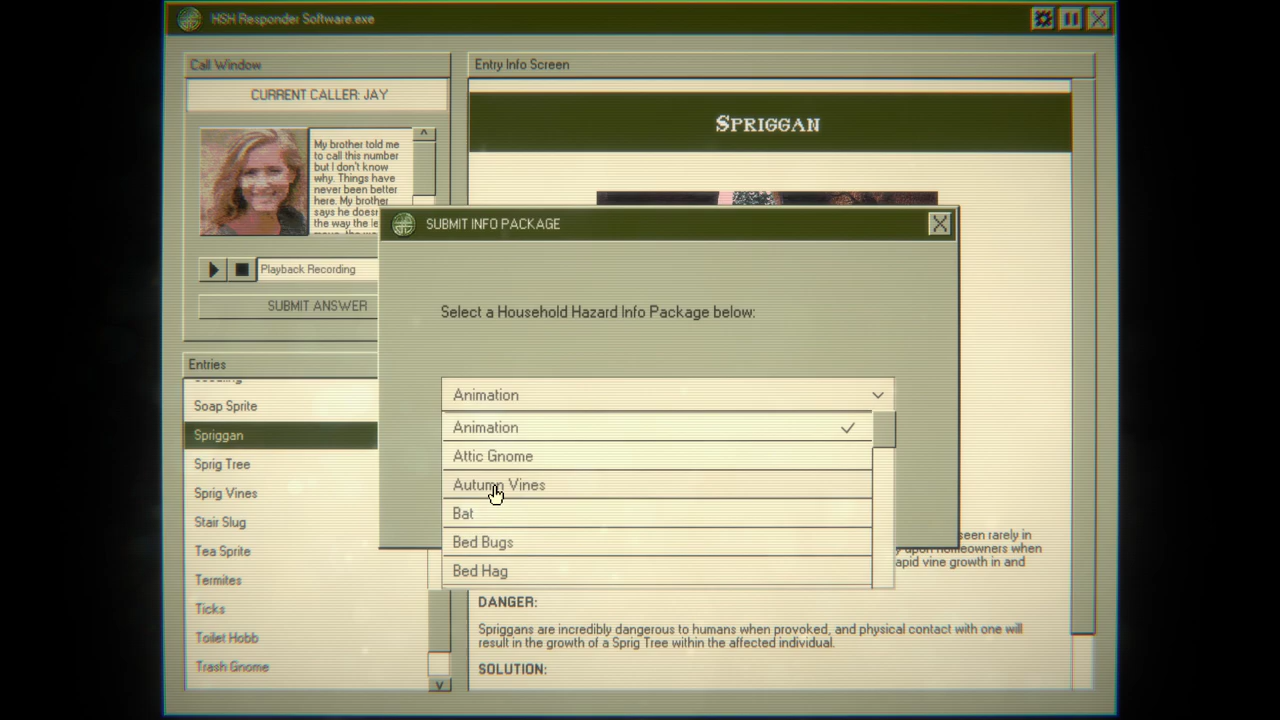 HSH Responder Software.exe
Call Window
CURRENT CALLER: JAY
My brother told me
to call this number
but I don't know
why. Things have
never been better
here. My brother
says he doesn
the way the le
Playback Recording
SUBMIT ANSWER
Entries
Soap Sprite
Spriggan
Sprig Tree
Sprig Vines
Stair Slug
Tea Sprite
Termites
Ticks
Toilet Hobb
Trash Gnome
Entry Info Screen
SPRIGGAN
SUBMIT INFO PACKAGE
Select a Household Hazard Info Package below:
Animation
Animation
Attic Gnome
Autumn Vines
Bat
Bed Bugs
Bed Hag
seen rarely in
upon homeowners when
apid vine growth in and
DANGER:
Spriggans are incredibly dangerous to humans when provoked, and physical contact with one will
result in the growth of a Sprig Tree within the affected individual.
SOLUTION: